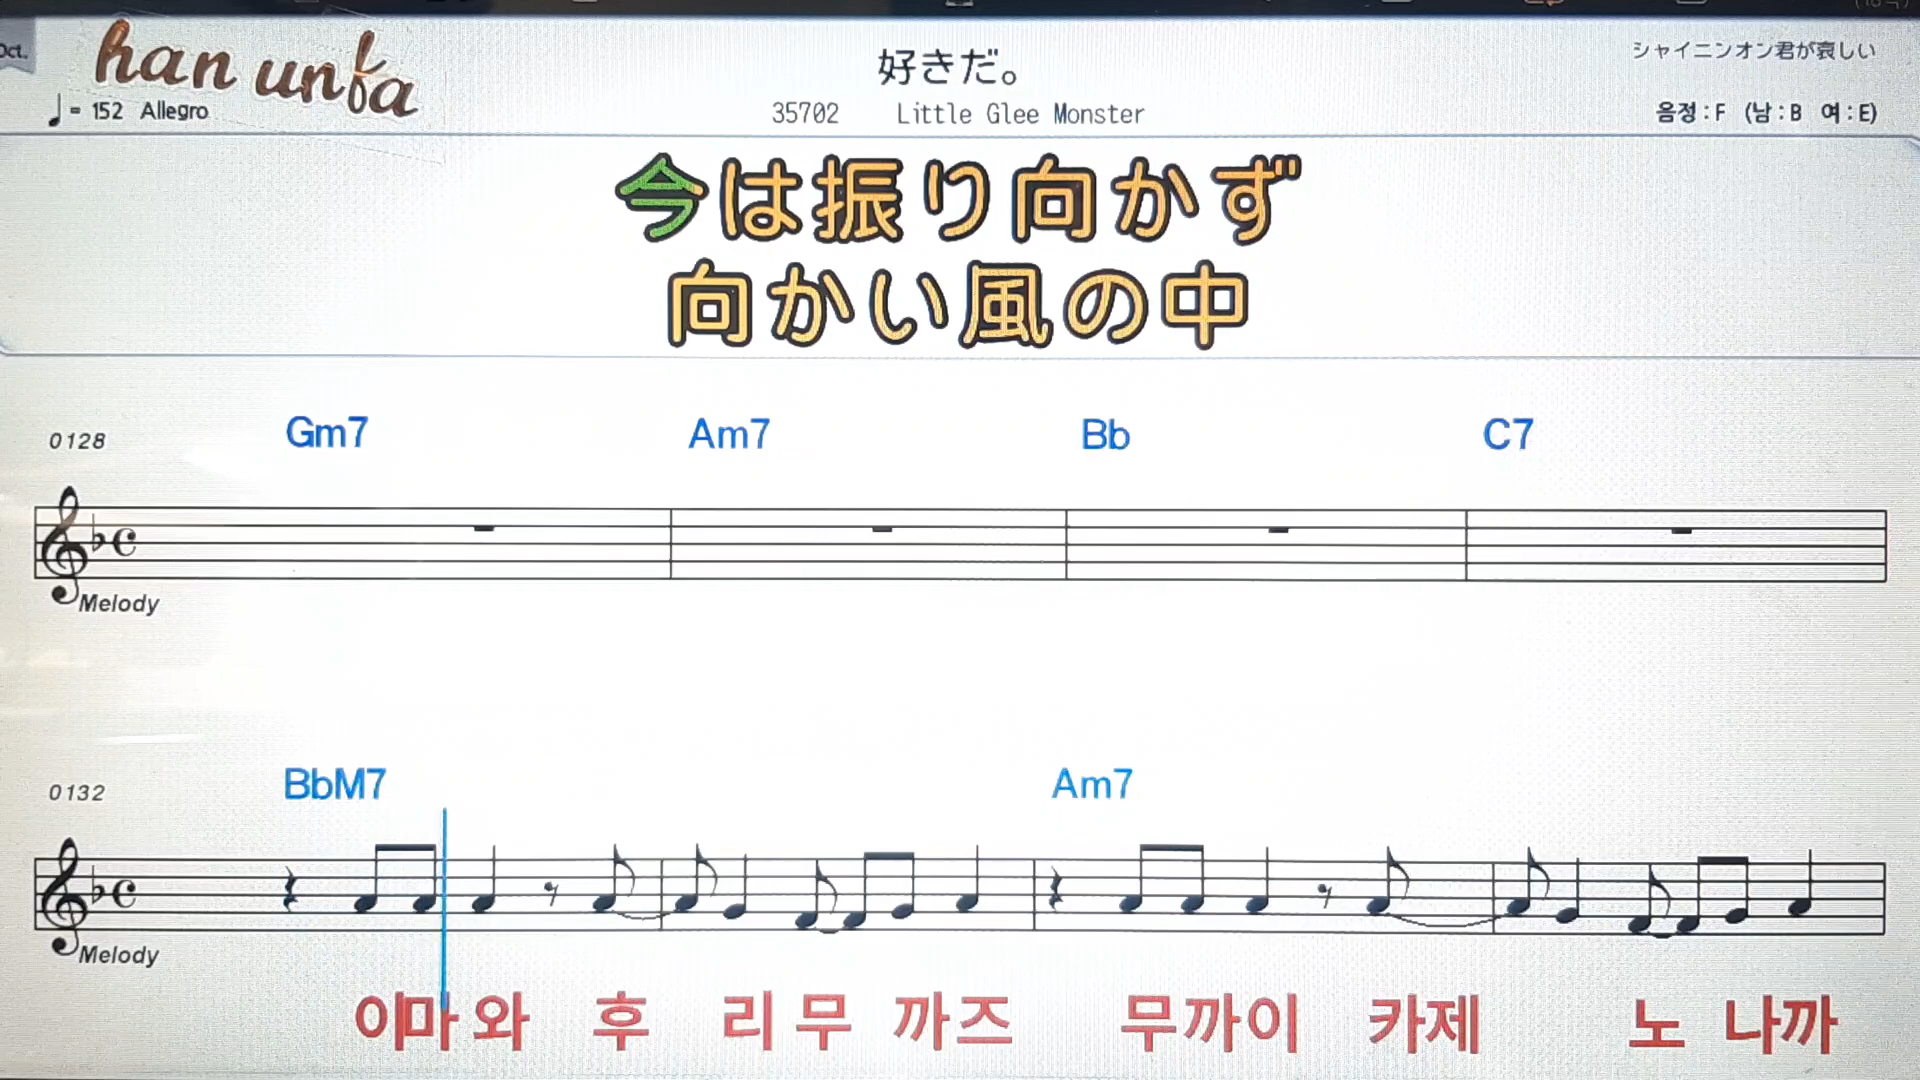 Oct.
han unfa
♩= 152 Allegro
好きだ。
35702 Little Glee Monster
シャイニンオン君が哀しい
음정:F (남:B 여:E)
今は振り向かず
向かい風の中
0128 Gm7 Am7 Bb C7
Melody
0132 BbM7 Am7
Melody
이마와 후 리무 까즈 무까이 카제 노 나까